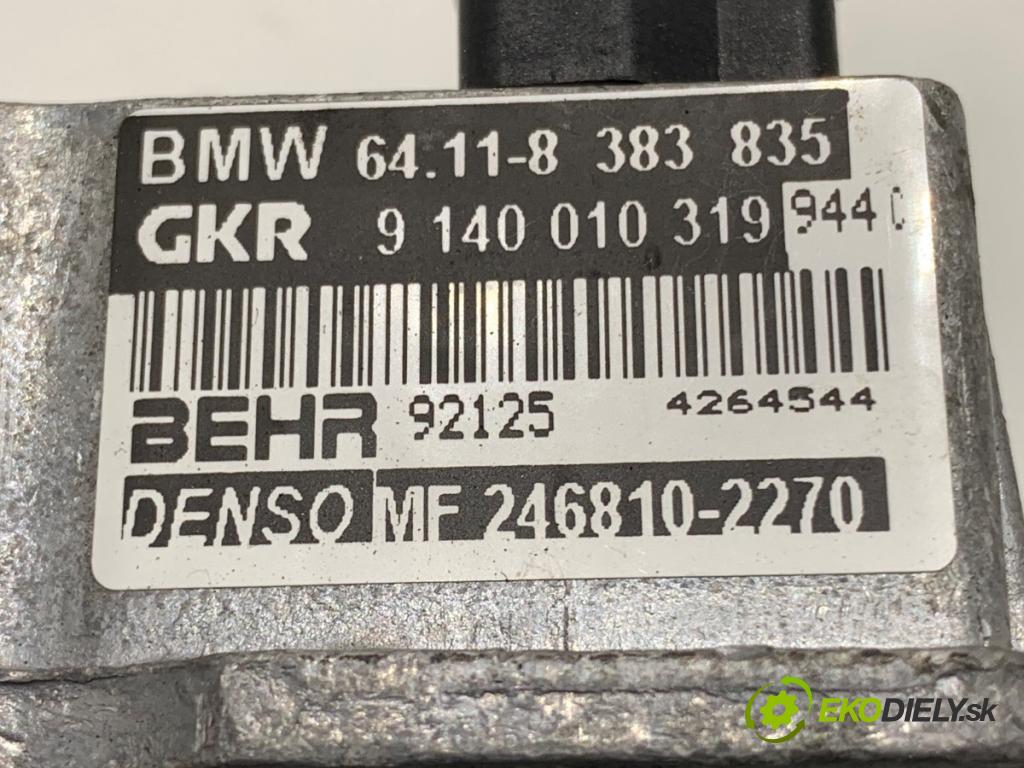 BMW 64.11-8 383 835
GKR 9 140 010 319 944
BEHR 92125 4264544
DENSO MF 246810-2270
EKODIELY.sk